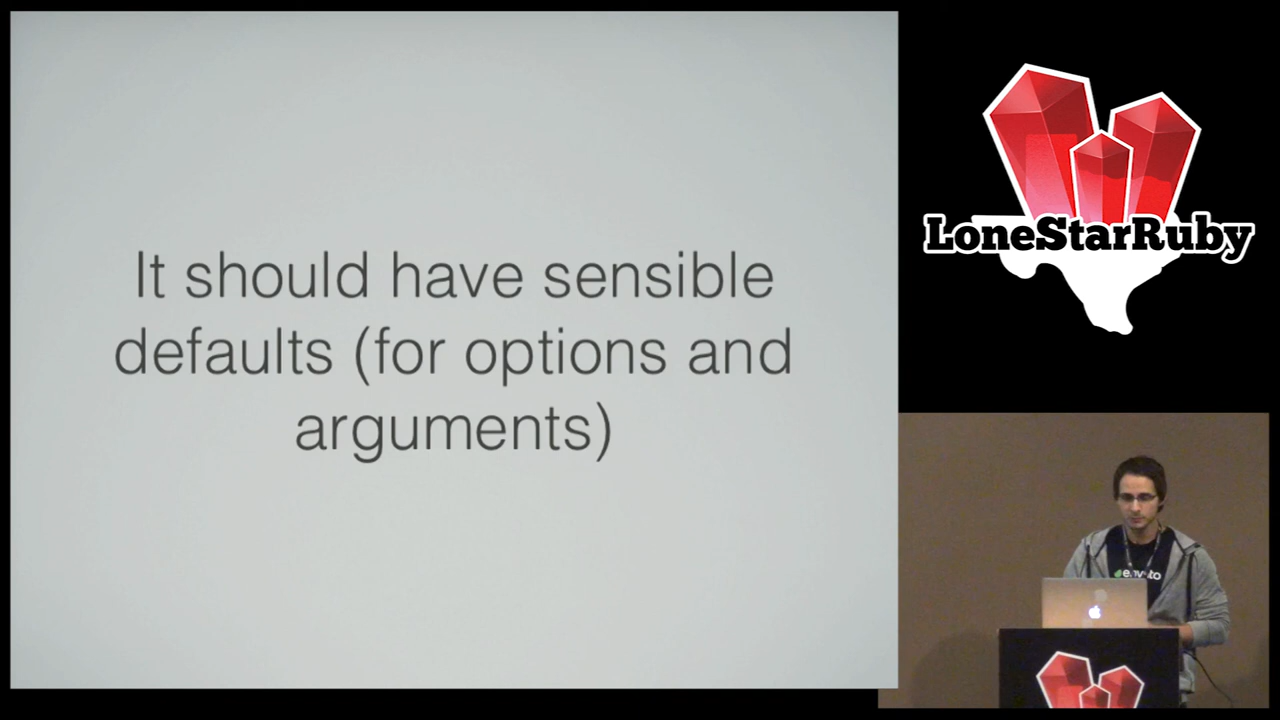 It should have sensible
defaults (for options and
arguments)
LoneStarRuby
envato